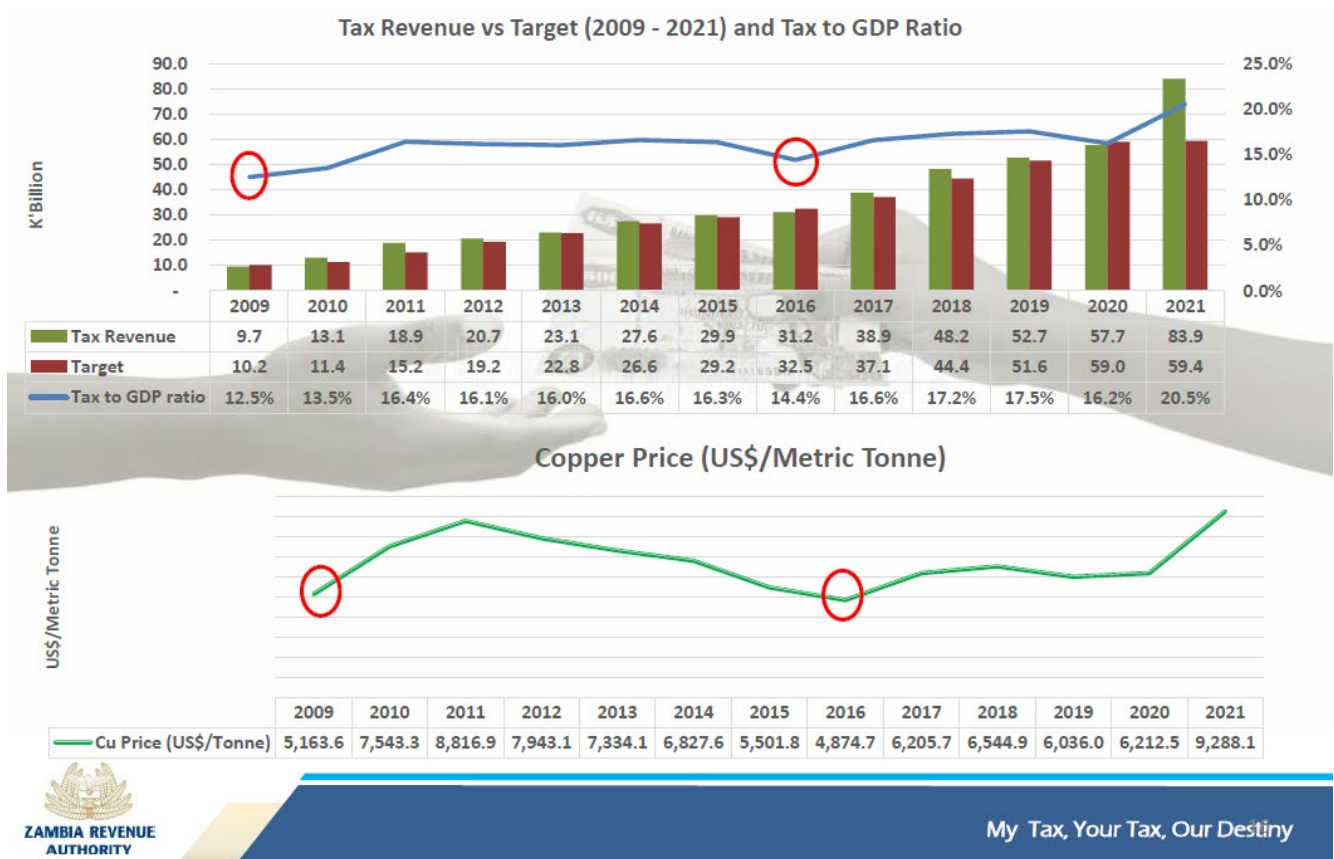 Tax Revenue vs Target (2009 - 2021) and Tax to GDP Ratio
K'Billion
90.0
80.0
70.0
60.0
50.0
40.0
30.0
20.0
10.0
-
25.0%
20.0%
15.0%
10.0%
5.0%
0.0%
2009 2010 2011 2012 2013 2014 2015 2016 2017 2018 2019 2020 2021
Tax Revenue 9.7 13.1 18.9 20.7 23.1 27.6 29.9 31.2 38.9 48.2 52.7 57.7 83.9
Target 10.2 11.4 15.2 19.2 22.8 26.6 29.2 32.5 37.1 44.4 51.6 59.0 59.4
Tax to GDP ratio 12.5% 13.5% 16.4% 16.1% 16.0% 16.6% 16.3% 14.4% 16.6% 17.2% 17.5% 16.2% 20.5%
Copper Price (US$/Metric Tonne)
US$/Metric Tonne
2009 2010 2011 2012 2013 2014 2015 2016 2017 2018 2019 2020 2021
Cu Price (US$/Tonne) 5,163.6 7,543.3 8,816.9 7,943.1 7,334.1 6,827.6 5,501.8 4,874.7 6,205.7 6,544.9 6,036.0 6,212.5 9,288.1
ZAMBIA REVENUE
AUTHORITY
My Tax, Your Tax, Our Destiny